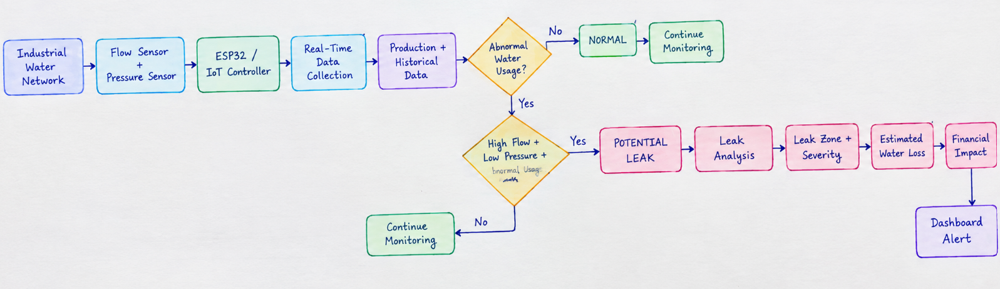 Industrial
Water
Network
Flow Sensor
+
Pressure Sensor
ESP32 /
IoT Controller
Real-Time
Data
Collection
Production +
Historical
Data
Abnormal
Water
Usage?
No
NORMAL
Continue
Monitoring
Yes
High Flow +
Low Pressure +
bnormal Usage
Yes
POTENTIAL
LEAK
Leak
Analysis
Leak Zone +
Severity
Estimated
Water Loss
Financial
Impact
Dashboard
Alert
No
Continue
Monitoring